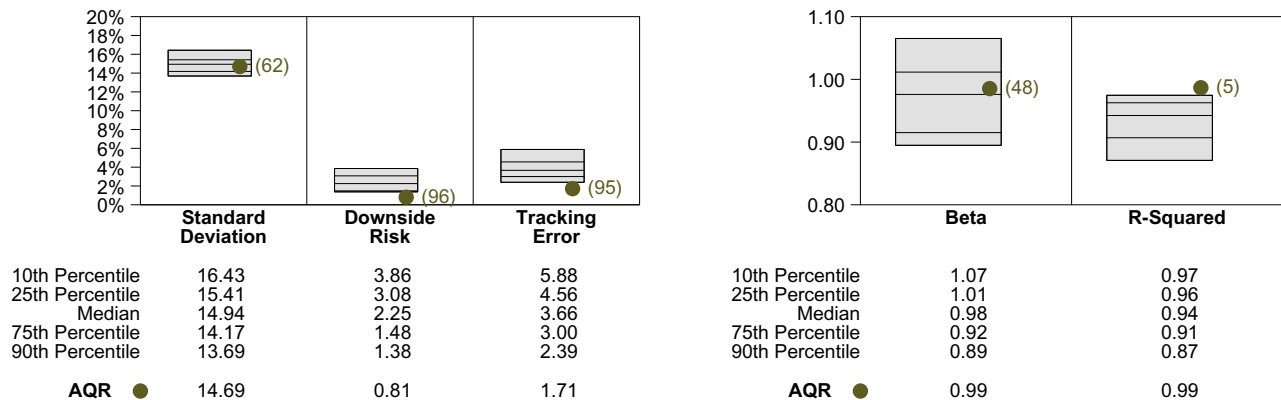 20%
18%
16%
14%
12%
10%
8%
6%
4%
2%
0%
(62)
(96)
(95)
Standard Deviation
Downside Risk
Tracking Error
10th Percentile 16.43 3.86 5.88
25th Percentile 15.41 3.08 4.56
Median 14.94 2.25 3.66
75th Percentile 14.17 1.48 3.00
90th Percentile 13.69 1.38 2.39
AQR 14.69 0.81 1.71
1.10
1.00
0.90
0.80
(48)
(5)
Beta
R-Squared
10th Percentile 1.07 0.97
25th Percentile 1.01 0.96
Median 0.98 0.94
75th Percentile 0.92 0.91
90th Percentile 0.89 0.87
AQR 0.99 0.99